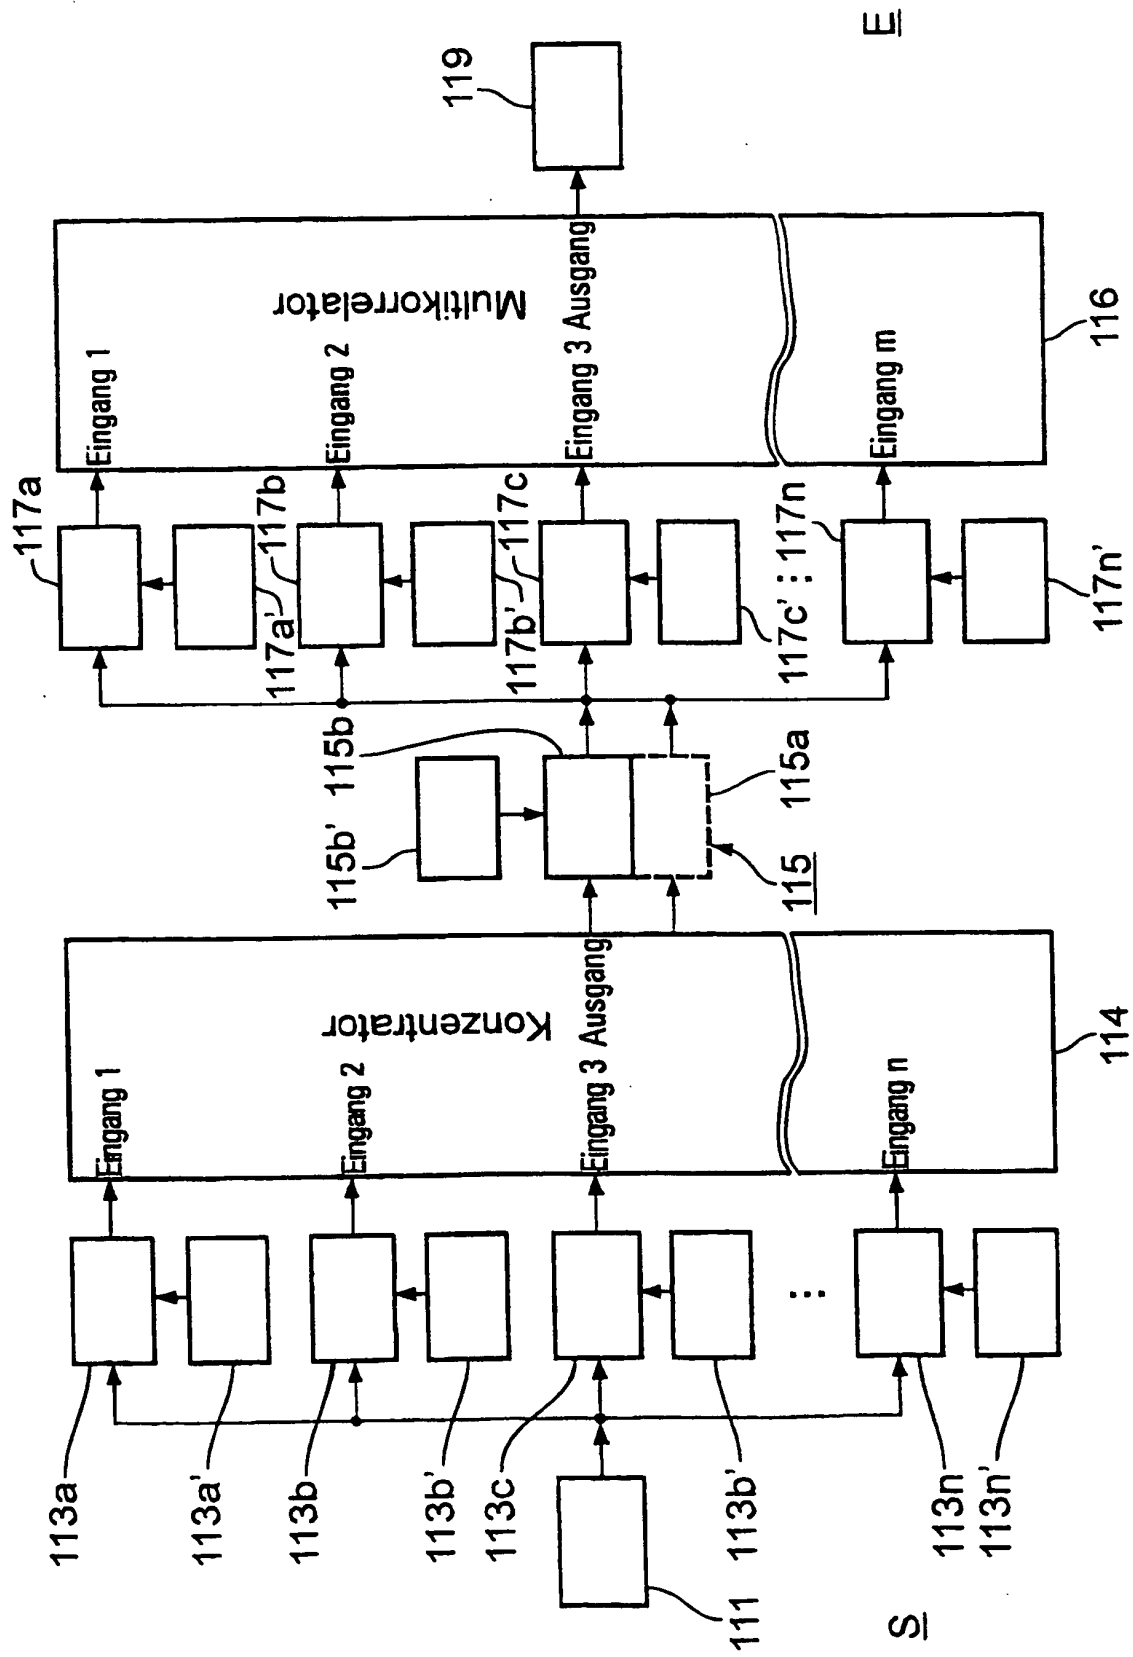 S
111
113a
113a'
113b
113b'
113c
113b'
113n
113n'
Eingang 1
Eingang 2
Eingang 3 Ausgang
Eingang n
Konzentrator
114
⋮
115b'
115b
115a
115
117a
117a'
117b
117b'
117c
117c'
⋮
117n
117n'
Eingang 1
Eingang 2
Eingang 3 Ausgang
Eingang m
Multikorrelator
116
119
E